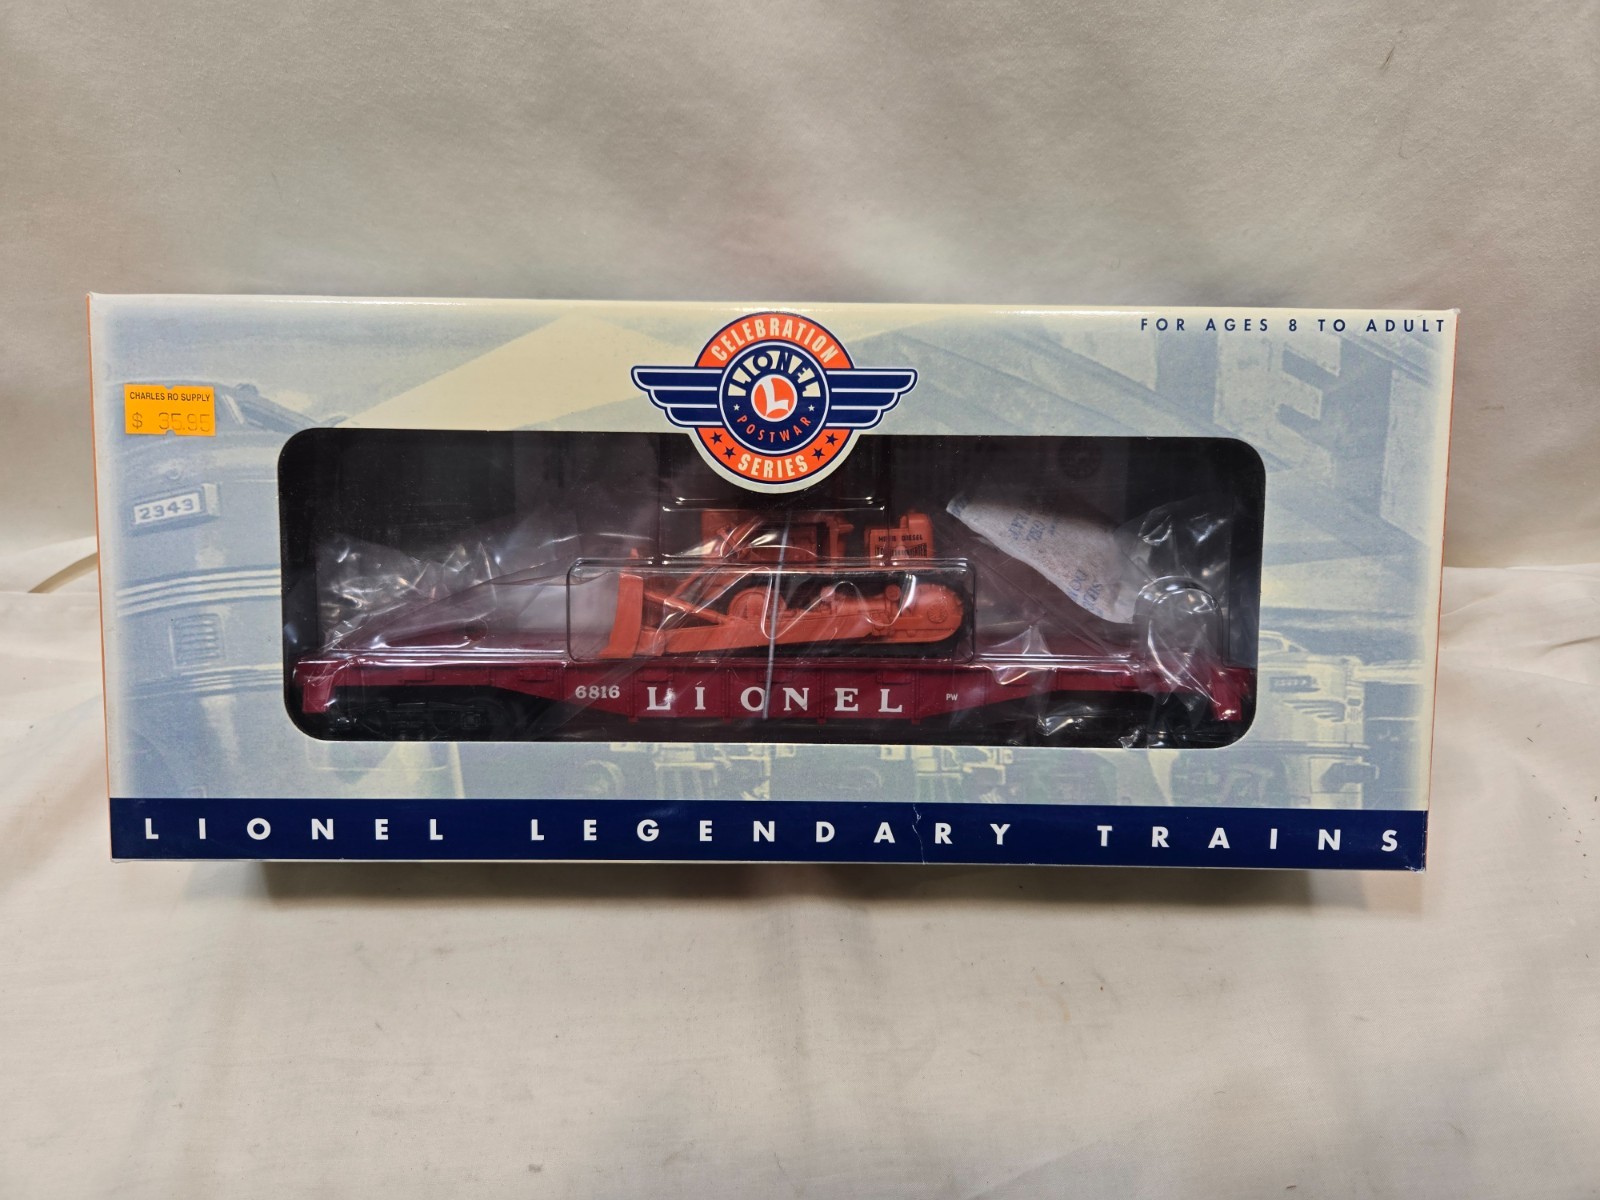 FOR AGES 8 TO ADULT
CELEBRATION
LIONEL
L
POSTWAR
SERIES
CHARLES RO SUPPLY
$ 35.95
2343
6816 LIONEL PW
LIONEL LEGENDARY TRAINS